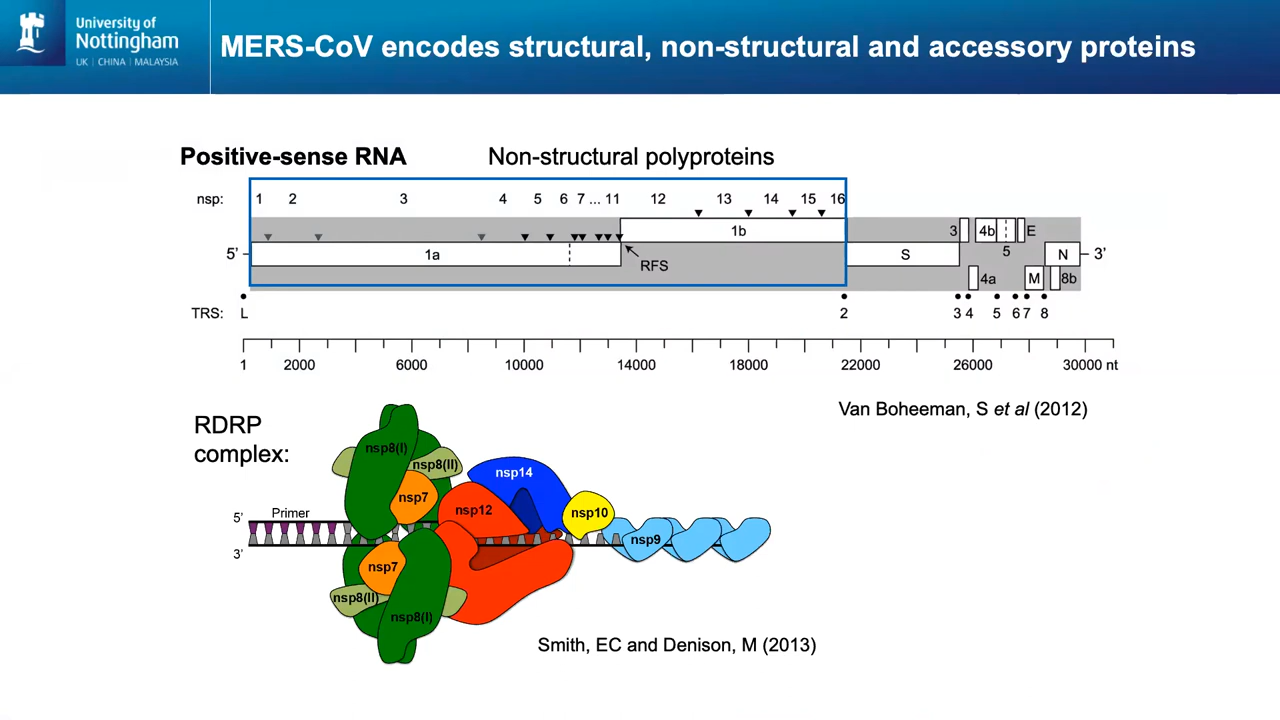 University of
Nottingham
UK | CHINA | MALAYSIA
MERS-CoV encodes structural, non-structural and accessory proteins
Positive-sense RNA
Non-structural polyproteins
nsp: 1 2 3 4 5 6 7 ... 11 12 13 14 15 16
1b 3 4b E
5' 1a S 5 N 3'
RFS 4a M 8b
TRS: L 2 3 4 5 6 7 8
1 2000 6000 10000 14000 18000 22000 26000 30000 nt
Van Boheeman, S et al (2012)
RDRP
complex:
nsp8(I)
nsp8(II)
nsp14
nsp7
nsp12
nsp10
5' Primer
nsp9
3'
nsp7
nsp8(II)
nsp8(I)
Smith, EC and Denison, M (2013)